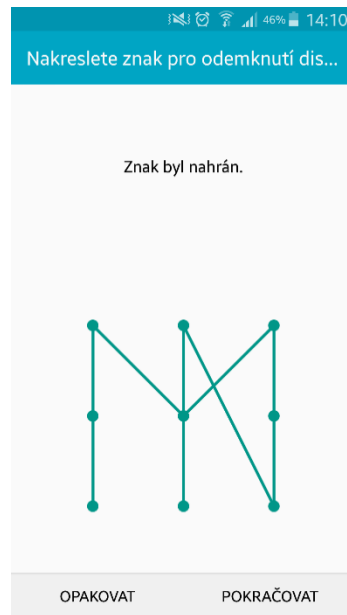 46% 14:10
Nakreslete znak pro odemknutí dis...
Znak byl nahrán.
OPAKOVAT POKRAČOVAT